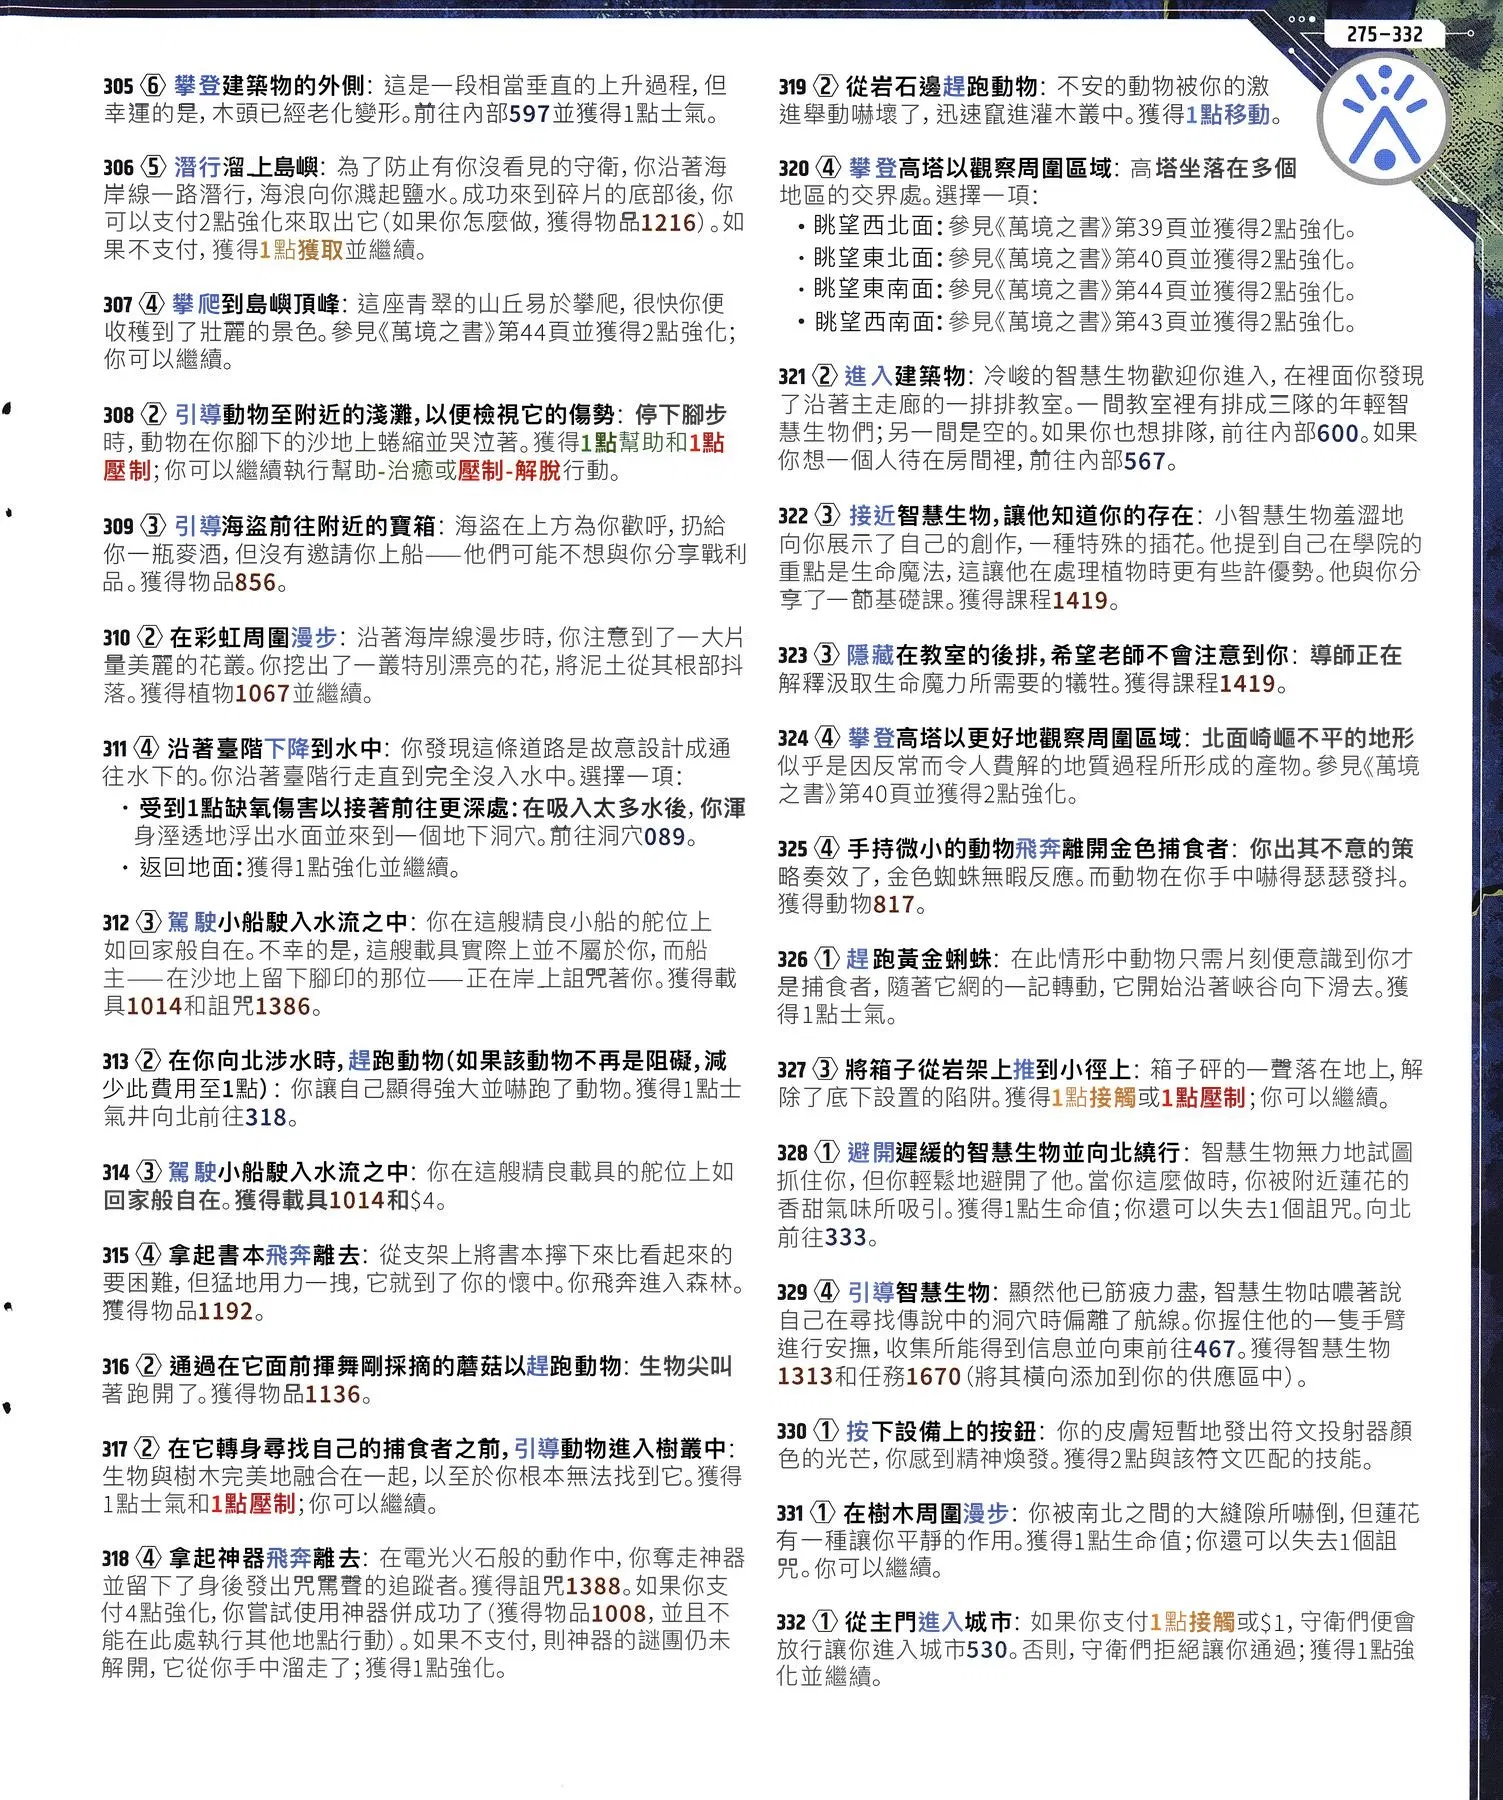 275–332
305 ⑥ 攀登建築物的外側：這是一段相當垂直的上升過程，但
幸運的是，木頭已經老化變形。前往內部597並獲得1點士氣。
306 ⑤ 潛行溜上島嶼：為了防止有你沒看見的守衛，你沿著海
岸線一路潛行，海浪向你濺起鹽水。成功來到碎片的底部後，你
可以支付2點強化來取出它（如果你怎麼做，獲得物品1216）。如
果不支付，獲得1點獲取並繼續。
307 ④ 攀爬到島嶼頂峰：這座青翠的山丘易於攀爬，很快你便
收穫到了壯麗的景色。參見《萬境之書》第44頁並獲得2點強化；
你可以繼續。
308 ② 引導動物至附近的淺灘，以便檢視它的傷勢：停下腳步
時，動物在你腳下的沙地上蜷縮並哭泣著。獲得1點幫助和1點
壓制；你可以繼續執行幫助-治癒或壓制-解脫行動。
309 ③ 引導海盜前往附近的寶箱：海盜在上方為你歡呼，扔給
你一瓶麥酒，但沒有邀請你上船——他們可能不想與你分享戰利
品。獲得物品856。
310 ② 在彩虹周圍漫步：沿著海岸線漫步時，你注意到了一大片
量美麗的花叢。你挖出了一叢特別漂亮的花，將泥土從其根部抖
落。獲得植物1067並繼續。
311 ④ 沿著臺階下降到水中：你發現這條道路是故意設計成通
往水下的。你沿著臺階行走直到完全沒入水中。選擇一項：
・受到1點缺氧傷害以接著前往更深處：在吸入太多水後，你渾
身溼透地浮出水面並來到一個地下洞穴。前往洞穴089。
・返回地面：獲得1點強化並繼續。
312 ③ 駕駛小船駛入水流之中：你在這艘精良小船的舵位上
如回家般自在。不幸的是，這艘載具實際上並不屬於你，而船
主——在沙地上留下腳印的那位——正在岸上詛咒著你。獲得載
具1014和詛咒1386。
313 ② 在你向北涉水時，趕跑動物（如果該動物不再是阻礙，減
少此費用至1點）：你讓自己顯得強大並嚇跑了動物。獲得1點士
氣井向北前往318。
314 ③ 駕駛小船駛入水流之中：你在這艘精良載具的舵位上如
回家般自在。獲得載具1014和$4。
315 ④ 拿起書本飛奔離去：從支架上將書本擰下來比看起來的
要困難，但猛地用力一拽，它就到了你的懷中。你飛奔進入森林。
獲得物品1192。
316 ② 通過在它面前揮舞剛採摘的蘑菇以趕跑動物：生物尖叫
著跑開了。獲得物品1136。
317 ② 在它轉身尋找自己的捕食者之前，引導動物進入樹叢中：
生物與樹木完美地融合在一起，以至於你根本無法找到它。獲得
1點士氣和1點壓制；你可以繼續。
318 ④ 拿起神器飛奔離去：在電光火石般的動作中，你奪走神器
並留下了身後發出咒罵聲的追蹤者。獲得詛咒1388。如果你支
付4點強化，你嘗試使用神器併成功了（獲得物品1008，並且不
能在此處執行其他地點行動）。如果不支付，則神器的謎團仍未
解開，它從你手中溜走了；獲得1點強化。
319 ② 從岩石邊趕跑動物：不安的動物被你的激
進舉動嚇壞了，迅速竄進灌木叢中。獲得1點移動。
320 ④ 攀登高塔以觀察周圍區域：高塔坐落在多個
地區的交界處。選擇一項：
・眺望西北面：參見《萬境之書》第39頁並獲得2點強化。
・眺望東北面：參見《萬境之書》第40頁並獲得2點強化。
・眺望東南面：參見《萬境之書》第44頁並獲得2點強化。
・眺望西南面：參見《萬境之書》第43頁並獲得2點強化。
321 ② 進入建築物：冷峻的智慧生物歡迎你進入，在裡面你發現
了沿著主走廊的一排排教室。一間教室裡有排成三隊的年輕智
慧生物們；另一間是空的。如果你也想排隊，前往內部600。如果
你想一個人待在房間裡，前往內部567。
322 ③ 接近智慧生物，讓他知道你的存在：小智慧生物羞澀地
向你展示了自己的創作，一種特殊的插花。他提到自己在學院的
重點是生命魔法，這讓他在處理植物時更有些許優勢。他與你分
享了一節基礎課。獲得課程1419。
323 ③ 隱藏在教室的後排，希望老師不會注意到你：導師正在
解釋汲取生命魔力所需要的犧牲。獲得課程1419。
324 ④ 攀登高塔以更好地觀察周圍區域：北面崎嶇不平的地形
似乎是因反常而令人費解的地質過程所形成的產物。參見《萬境
之書》第40頁並獲得2點強化。
325 ④ 手持微小的動物飛奔離開金色捕食者：你出其不意的策
略奏效了，金色蜘蛛無暇反應。而動物在你手中嚇得瑟瑟發抖。
獲得動物817。
326 ① 趕跑黃金蜥蛛：在此情形中動物只需片刻便意識到你才
是捕食者，隨著它網的一記轉動，它開始沿著峽谷向下滑去。獲
得1點士氣。
327 ③ 將箱子從岩架上推到小徑上：箱子砰的一聲落在地上，解
除了底下設置的陷阱。獲得1點接觸或1點壓制；你可以繼續。
328 ① 避開遲緩的智慧生物並向北繞行：智慧生物無力地試圖
抓住你，但你輕鬆地避開了他。當你這麼做時，你被附近蓮花的
香甜氣味所吸引。獲得1點生命值；你還可以失去1個詛咒。向北
前往333。
329 ④ 引導智慧生物：顯然他已筋疲力盡，智慧生物咕噥著說
自己在尋找傳說中的洞穴時偏離了航線。你握住他的一隻手臂
進行安撫，收集所能得到信息並向東前往467。獲得智慧生物
1313和任務1670（將其橫向添加到你的供應區中）。
330 ① 按下設備上的按鈕：你的皮膚短暫地發出符文投射器顏
色的光芒，你感到精神煥發。獲得2點與該符文匹配的技能。
331 ① 在樹木周圍漫步：你被南北之間的大縫隙所嚇倒，但蓮花
有一種讓你平靜的作用。獲得1點生命值；你還可以失去1個詛
咒。你可以繼續。
332 ① 從主門進入城市：如果你支付1點接觸或$1，守衛們便會
放行讓你進入城市530。否則，守衛們拒絕讓你通過；獲得1點強
化並繼續。